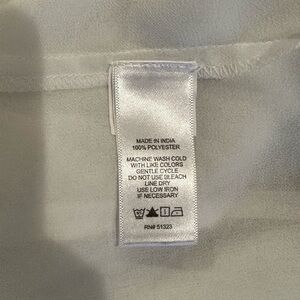 MADE IN INDIA
100% POLYESTER
MACHINE WASH COLD
WITH LIKE COLORS
GENTLE CYCLE
DO NOT USE BLEACH
LINE DRY
USE LOW IRON
IF NECESSARY
RN# 51323